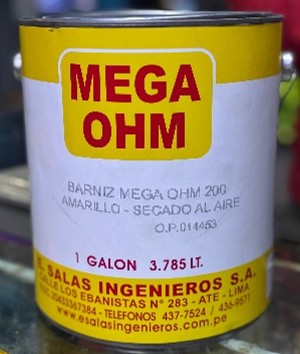 MEGA
OHM
BARNIZ MEGA OHM 200
AMARILLO - SECADO AL AIRE
O.P.014453
1 GALON 3.785 LT.
E. SALAS INGENIEROS S.A.
CALLE LOS EBANISTAS N° 283 - ATE - LIMA
- TELEFONOS 437-7524 /
www.esalasingenieros.com.pe